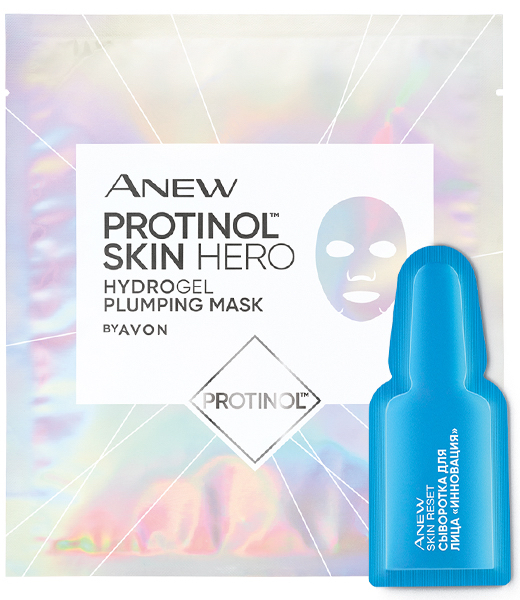 ANEW
PROTINOL™
SKIN HERO
HYDROGEL
PLUMPING MASK
BY AVON
PROTINOL™
ANEW
SKIN RESET
СЫВОРОТКА ДЛЯ
ЛИЦА «ИННОВАЦИЯ»